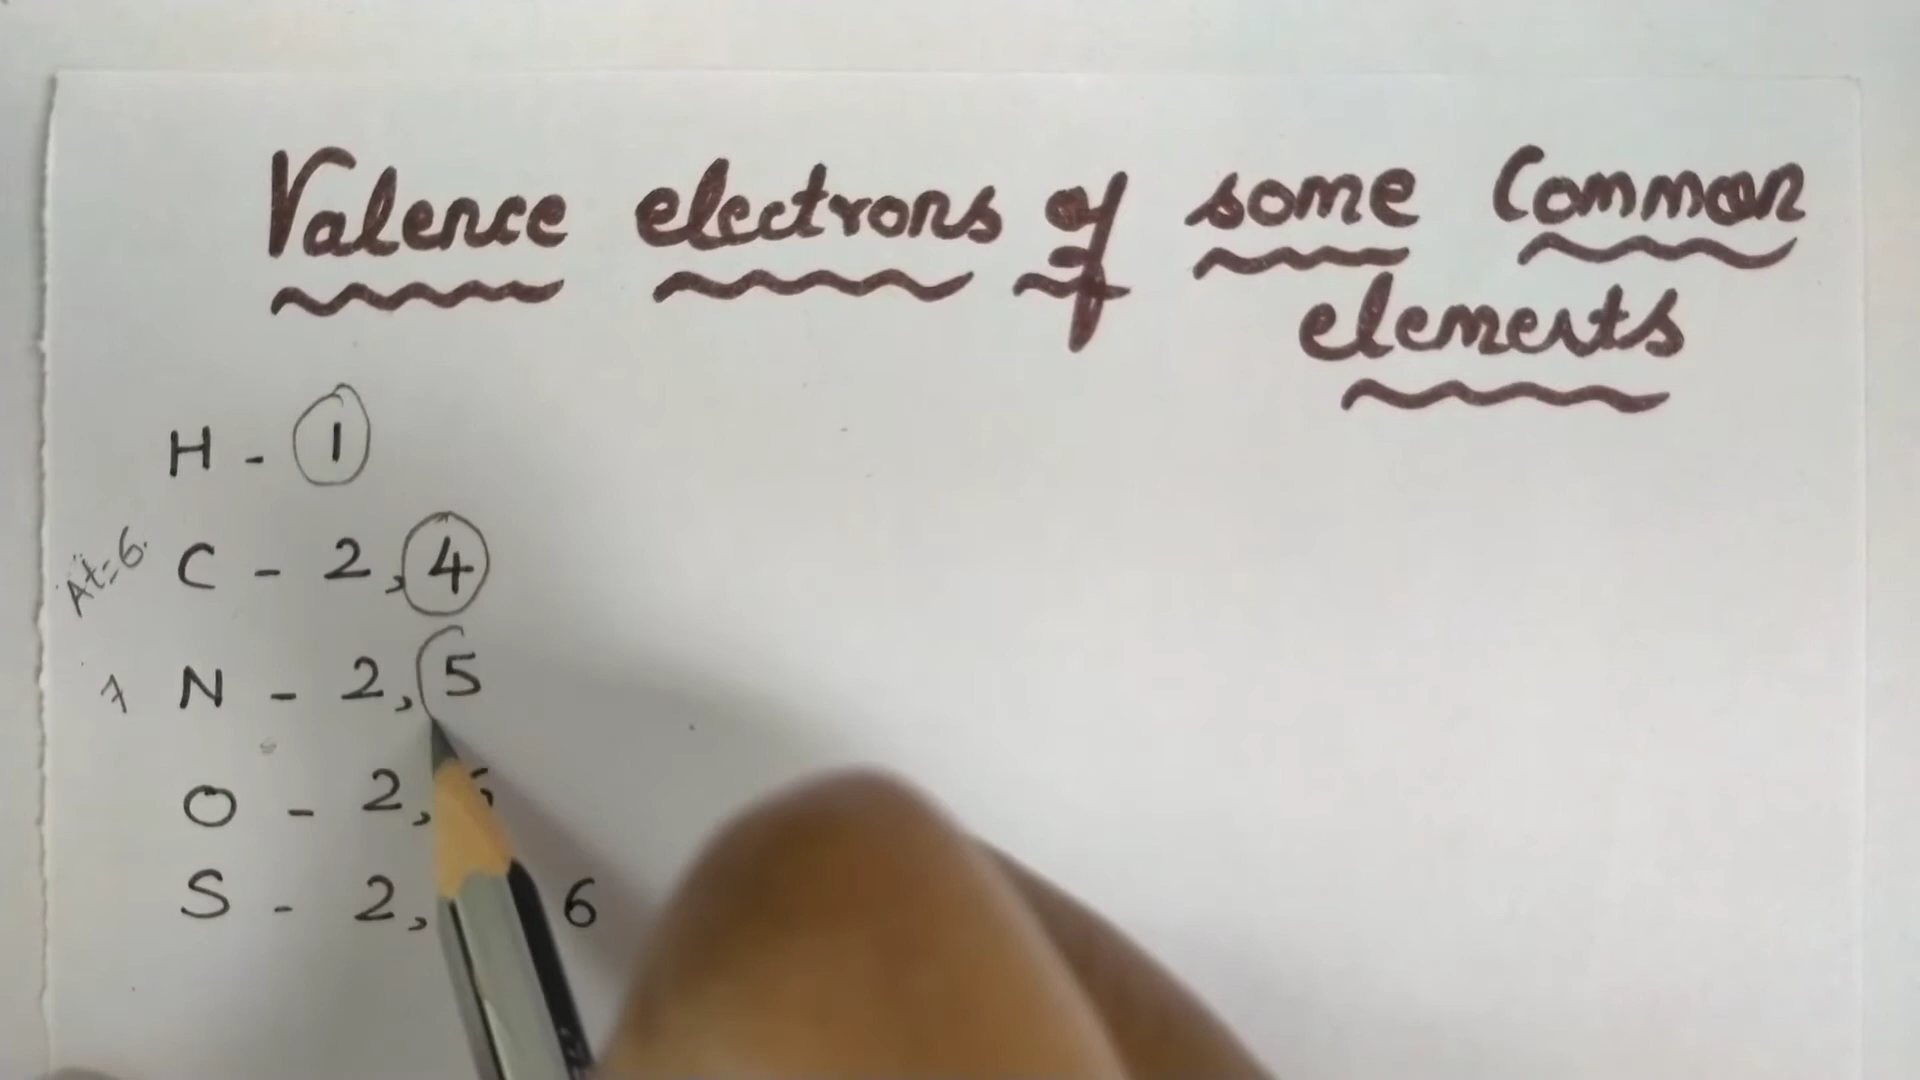 Valence electrons of some Common
elements
H - 1
At=6. C - 2, 4
7 N - 2, 5
O - 2,
S - 2, 6